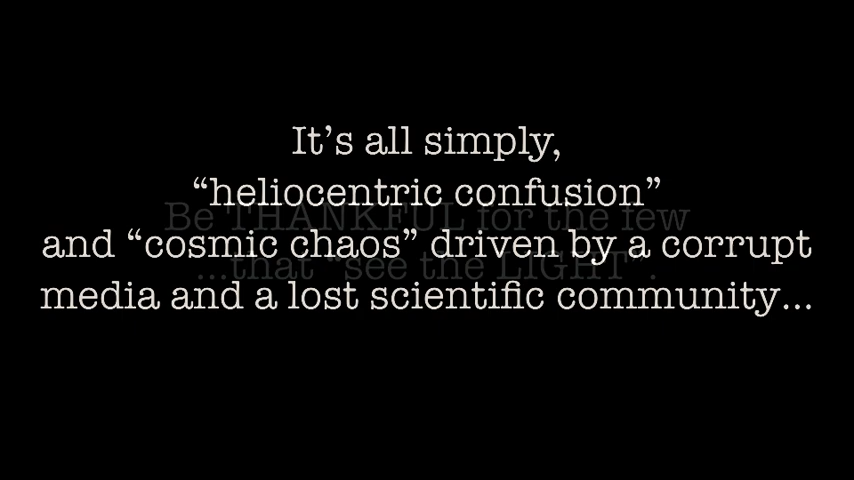 It’s all simply,
“heliocentric confusion”
Be THANKFUL for the few
and “cosmic chaos” driven by a corrupt
...that “see the LIGHT”.
media and a lost scientific community...